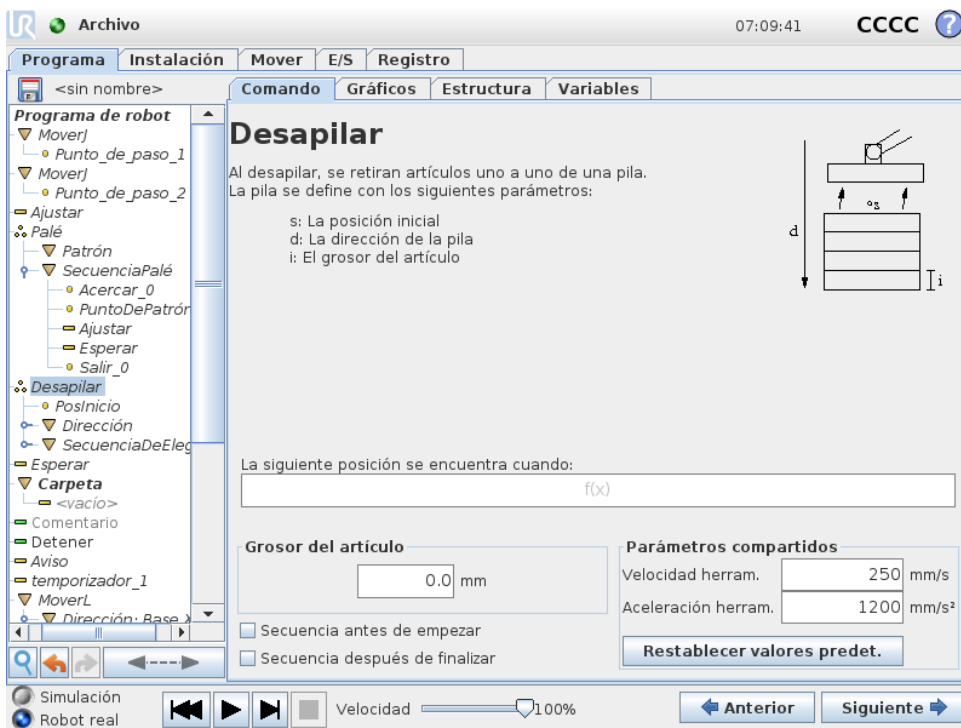 UR Archivo 07:09:41 CCCC ?
Programa Instalación Mover E/S Registro
<sin nombre> Comando Gráficos Estructura Variables
Programa de robot
MoverJ
Punto_de_paso_1
MoverJ
Punto_de_paso_2
Ajustar
Palé
Patrón
SecuenciaPalé
Acercar_0
PuntoDePatrór
Ajustar
Esperar
Salir_0
Desapilar
PosInicio
Dirección
SecuenciaDeEleg
Esperar
Carpeta
<vacío>
Comentario
Detener
Aviso
temporizador_1
MoverL
Dirección: Base X
Desapilar
Al desapilar, se retiran artículos uno a uno de una pila.
La pila se define con los siguientes parámetros:
s: La posición inicial
d: La dirección de la pila
i: El grosor del artículo
s
d
i
La siguiente posición se encuentra cuando:
f(x)
Grosor del artículo
0.0 mm
Secuencia antes de empezar
Secuencia después de finalizar
Parámetros compartidos
Velocidad herram. 250 mm/s
Aceleración herram. 1200 mm/s²
Restablecer valores predet.
Simulación
Robot real
Velocidad 100%
Anterior Siguiente